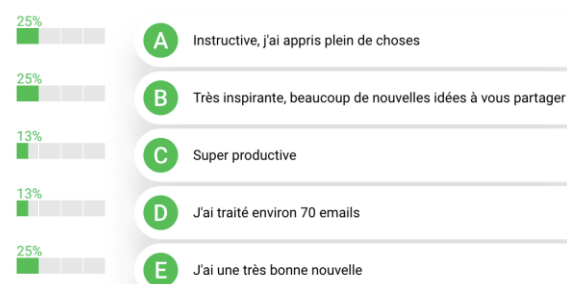 25%
A Instructive, j'ai appris plein de choses
25%
B Très inspirante, beaucoup de nouvelles idées à vous partager
13%
C Super productive
13%
D J'ai traité environ 70 emails
25%
E J'ai une très bonne nouvelle